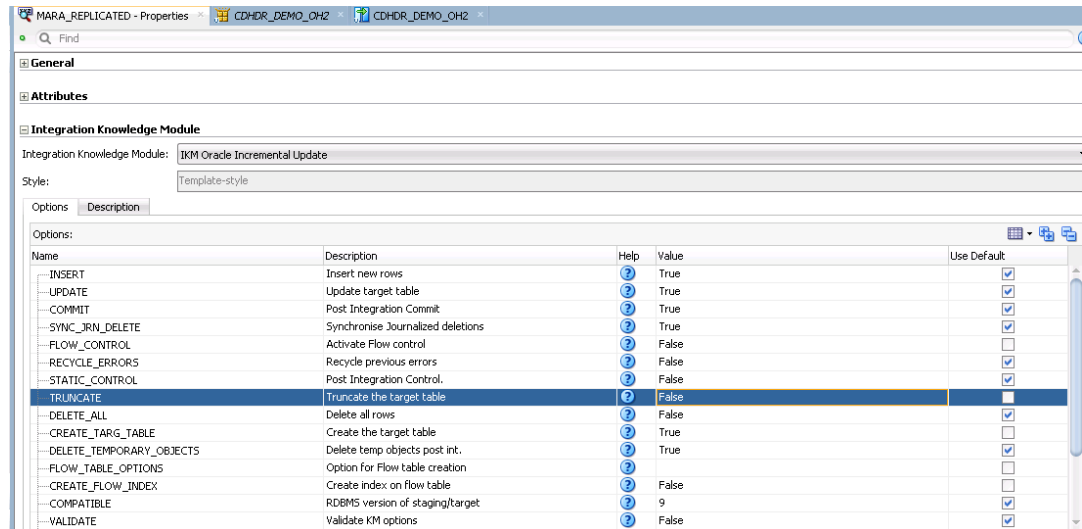 MARA_REPLICATED - Properties CDHDR_DEMO_OH2 CDHDR_DEMO_OH2
Find
General
Attributes
Integration Knowledge Module
Integration Knowledge Module: IKM Oracle Incremental Update
Style: Template-style
Options Description
Options:
Name Description Help Value Use Default
INSERT Insert new rows ? True
UPDATE Update target table ? True
COMMIT Post Integration Commit ? True
SYNC_JRN_DELETE Synchronise Journalized deletions ? True
FLOW_CONTROL Activate Flow control ? False
RECYCLE_ERRORS Recycle previous errors ? False
STATIC_CONTROL Post Integration Control. ? False
TRUNCATE Truncate the target table ? False
DELETE_ALL Delete all rows ? False
CREATE_TARG_TABLE Create the target table ? True
DELETE_TEMPORARY_OBJECTS Delete temp objects post int. ? True
FLOW_TABLE_OPTIONS Option for Flow table creation ?
CREATE_FLOW_INDEX Create index on flow table ? False
COMPATIBLE RDBMS version of staging/target ? 9
VALIDATE Validate KM options ? False